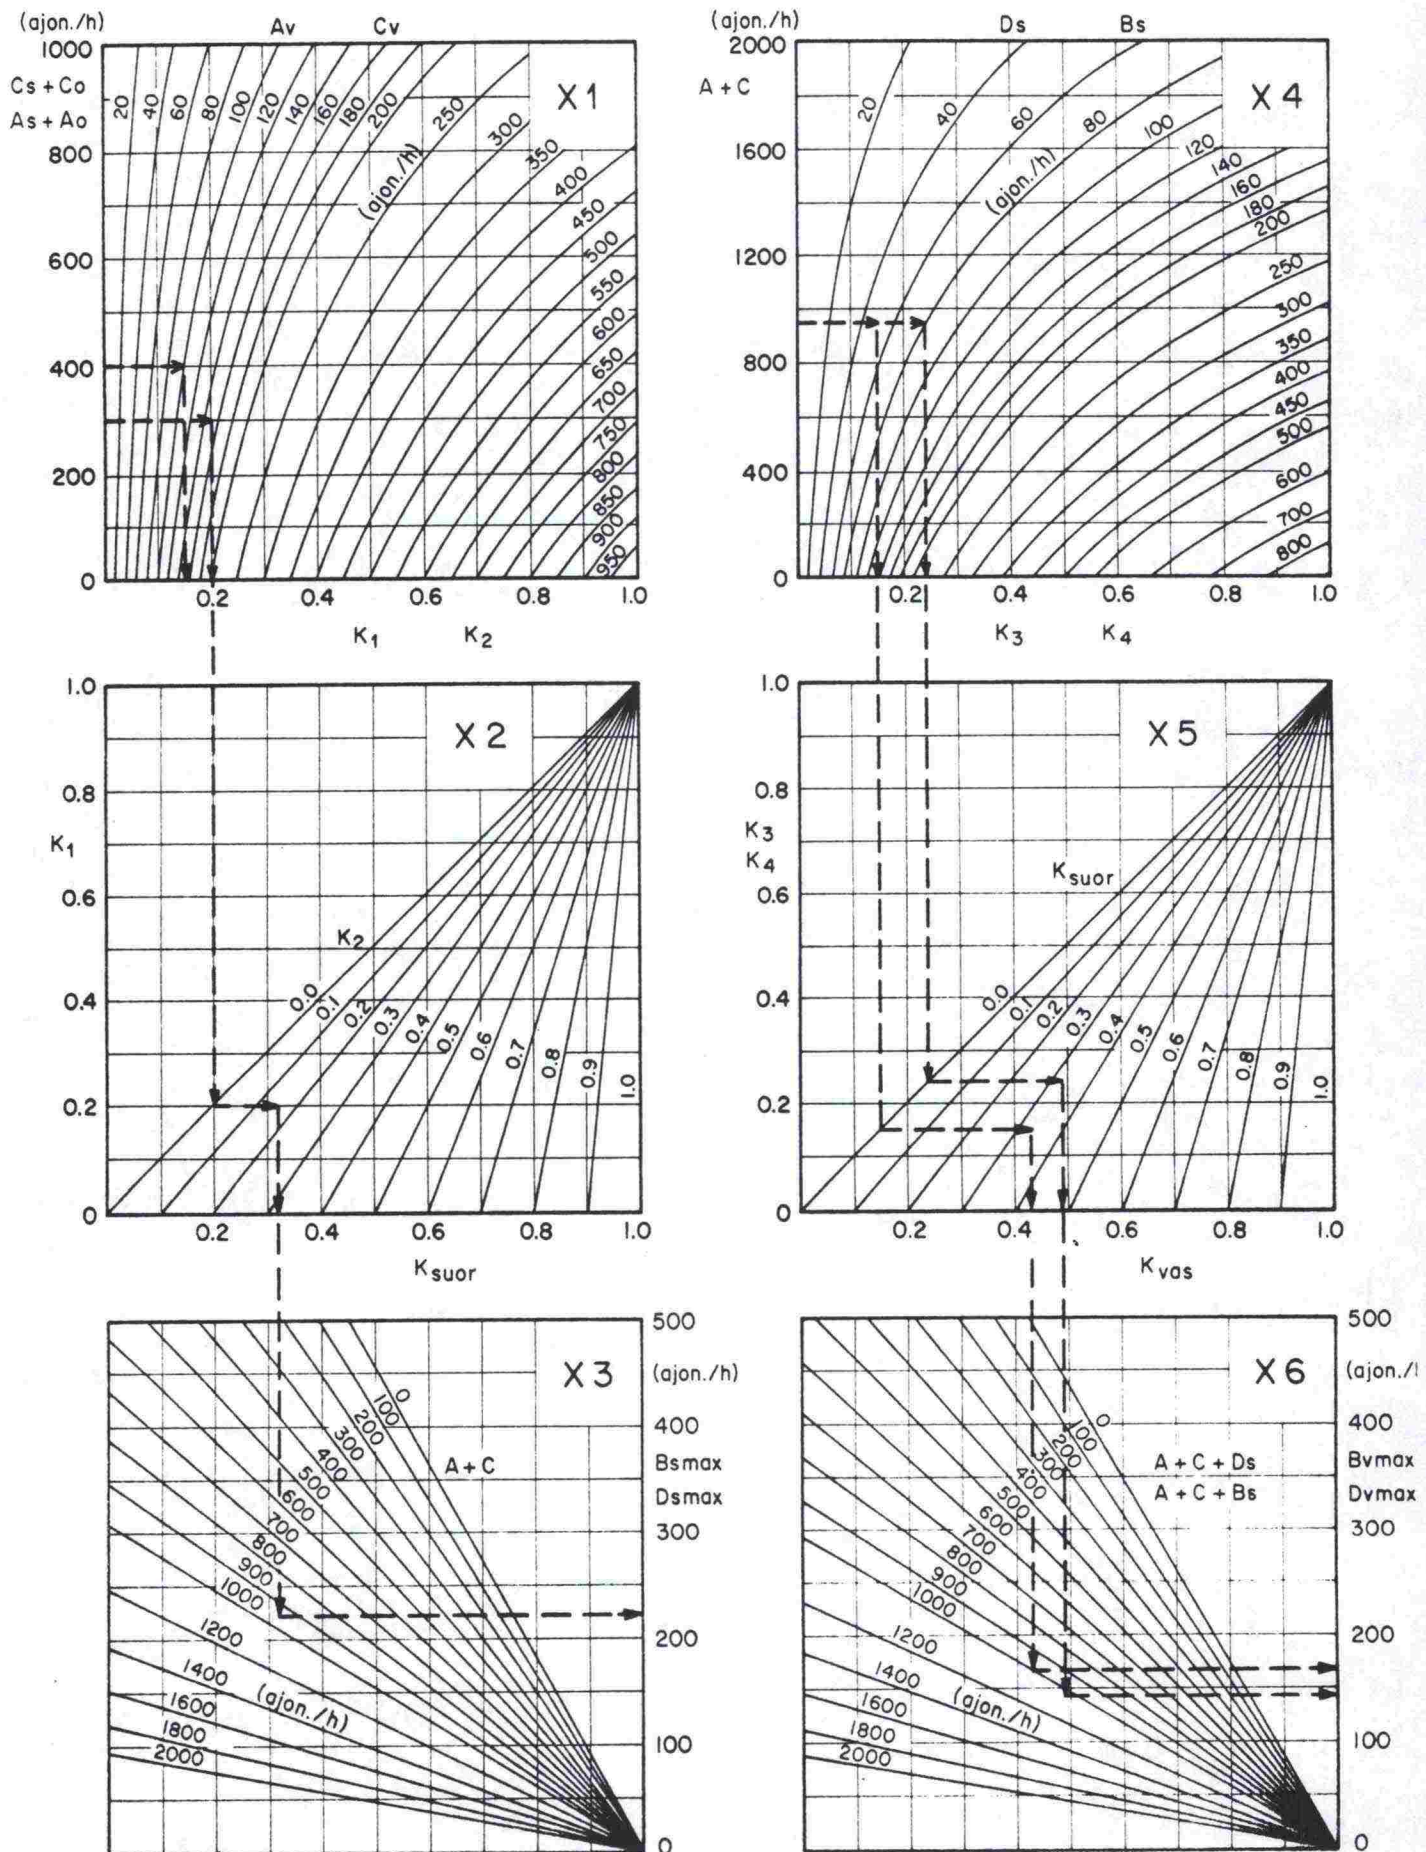 (ajon./h) Av Cv
1000
Cs + Co
As + Ao
800
600
400
200
0
20 40 60 80 100 120 140 160 180 200 250 300 350 400 450 500 550 600 650 700 750 800 850 900 950
(ajon./h)
X1
0.2 0.4 0.6 0.8 1.0
K1 K2
(ajon./h) Ds Bs
2000
A + C
1600
1200
800
400
0
20 40 60 80 100 120 140 160 180 200 250 300 350 400 450 500 600 700 800
(ajon./h)
X4
0.2 0.4 0.6 0.8 1.0
K3 K4
1.0
0.8
K1
0.6
0.4
0.2
0
X2
K2
0.0 0.1 0.2 0.3 0.4 0.5 0.6 0.7 0.8 0.9 1.0
0.2 0.4 0.6 0.8 1.0
Ksuor
1.0
0.8
K3
K4
0.6
0.4
0.2
0
X5
Ksuor
0.0 0.1 0.2 0.3 0.4 0.5 0.6 0.7 0.8 0.9 1.0
0.2 0.4 0.6 0.8 1.0
Kvas
X3
500
(ajon./h)
400
Bsmax
Dsmax
300
200
100
0
A + C
0 100 200 300 400 500 600 700 800 900 1000 1200 1400 1600 1800 2000
(ajon./h)
X6
500
(ajon./l
400
Bvmax
Dvmax
300
200
100
0
A + C + Ds
A + C + Bs
0 100 200 300 400 500 600 700 800 900 1000 1200 1400 1600 1800 2000
(ajon./h)